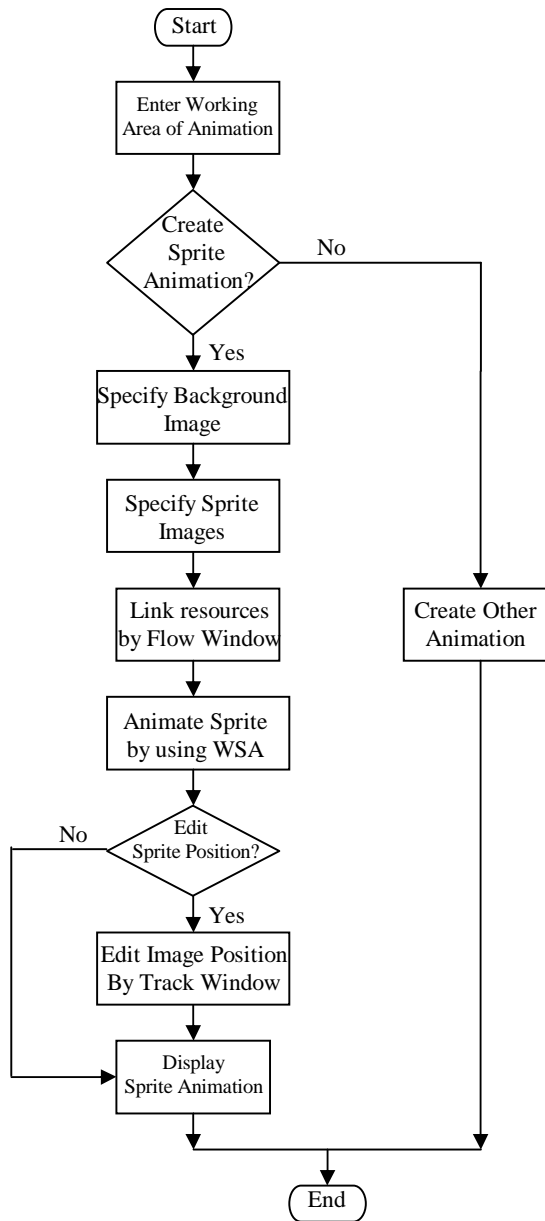 Start
Enter Working
Area of Animation
Create
Sprite
Animation?
No
Yes
Specify Background
Image
Specify Sprite
Images
Link resources
by Flow Window
Create Other
Animation
Animate Sprite
by using WSA
Edit
Sprite Position?
No
Yes
Edit Image Position
By Track Window
Display
Sprite Animation
End